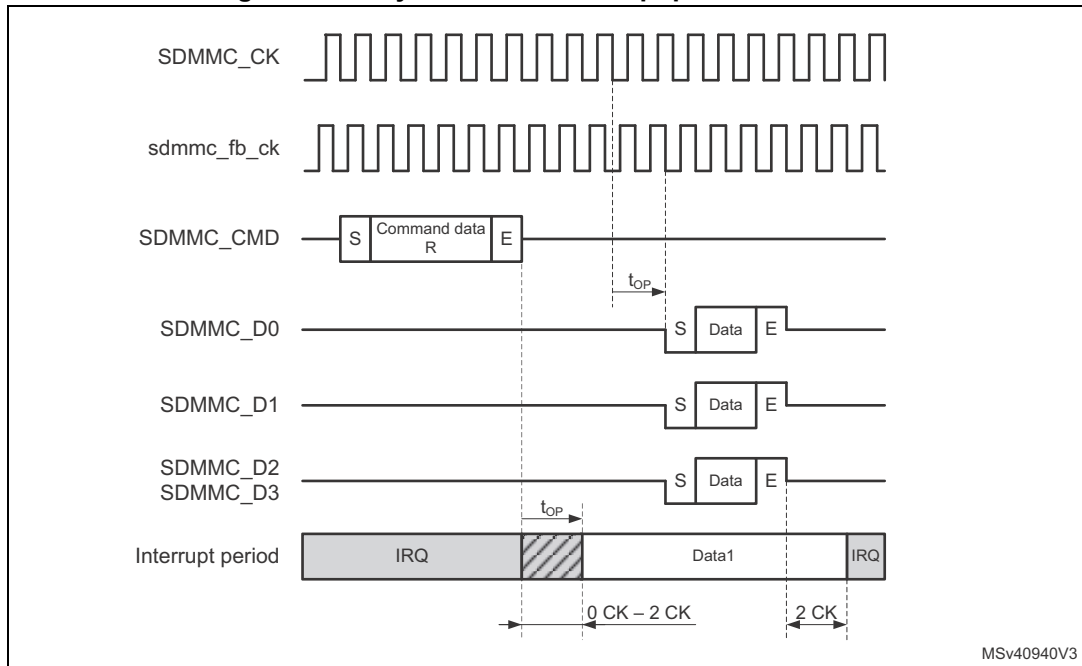 SDMMC_CK
sdmmc_fb_ck
SDMMC_CMD
S
Command data
R
E
tOP
SDMMC_D0
S
Data
E
SDMMC_D1
S
Data
E
SDMMC_D2
SDMMC_D3
S
Data
E
tOP
Interrupt period
IRQ
Data1
IRQ
0 CK – 2 CK
2 CK
MSv40940V3